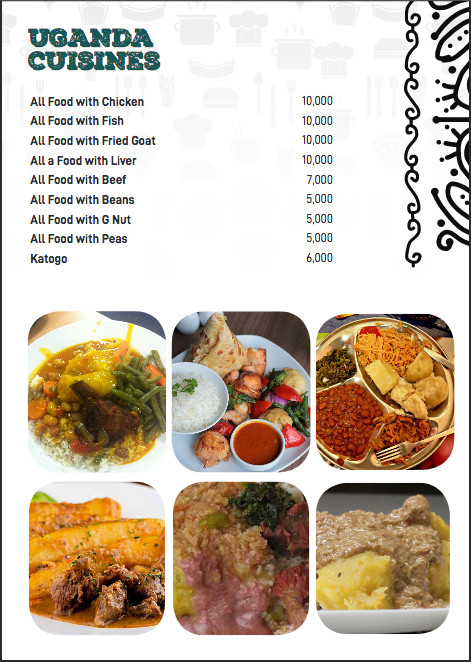 UGANDA
CUISINES
All Food with Chicken 10,000
All Food with Fish 10,000
All Food with Fried Goat 10,000
All a Food with Liver 10,000
All Food with Beef 7,000
All Food with Beans 5,000
All Food with G Nut 5,000
All Food with Peas 5,000
Katogo 6,000